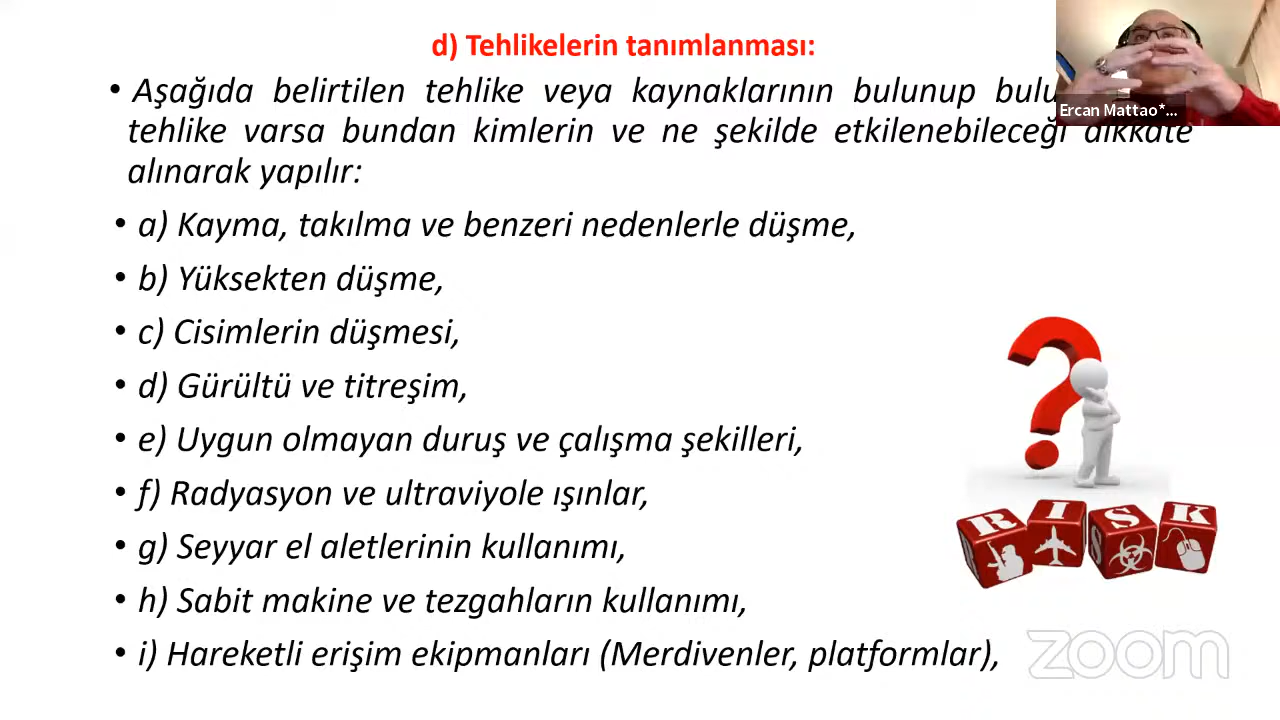 d) Tehlikelerin tanımlanması:
• Aşağıda belirtilen tehlike veya kaynaklarının bulunup
tehlike varsa bundan kimlerin ve ne şekilde etkilenebileceği dikkate
alınarak yapılır:
• a) Kayma, takılma ve benzeri nedenlerle düşme,
• b) Yüksekten düşme,
• c) Cisimlerin düşmesi,
• d) Gürültü ve titreşim,
• e) Uygun olmayan duruş ve çalışma şekilleri,
• f) Radyasyon ve ultraviyole ışınlar,
• g) Seyyar el aletlerinin kullanımı,
• h) Sabit makine ve tezgahların kullanımı,
• i) Hareketli erişim ekipmanları (Merdivenler, platformlar),
Ercan Mattao*...
RISK
zoom